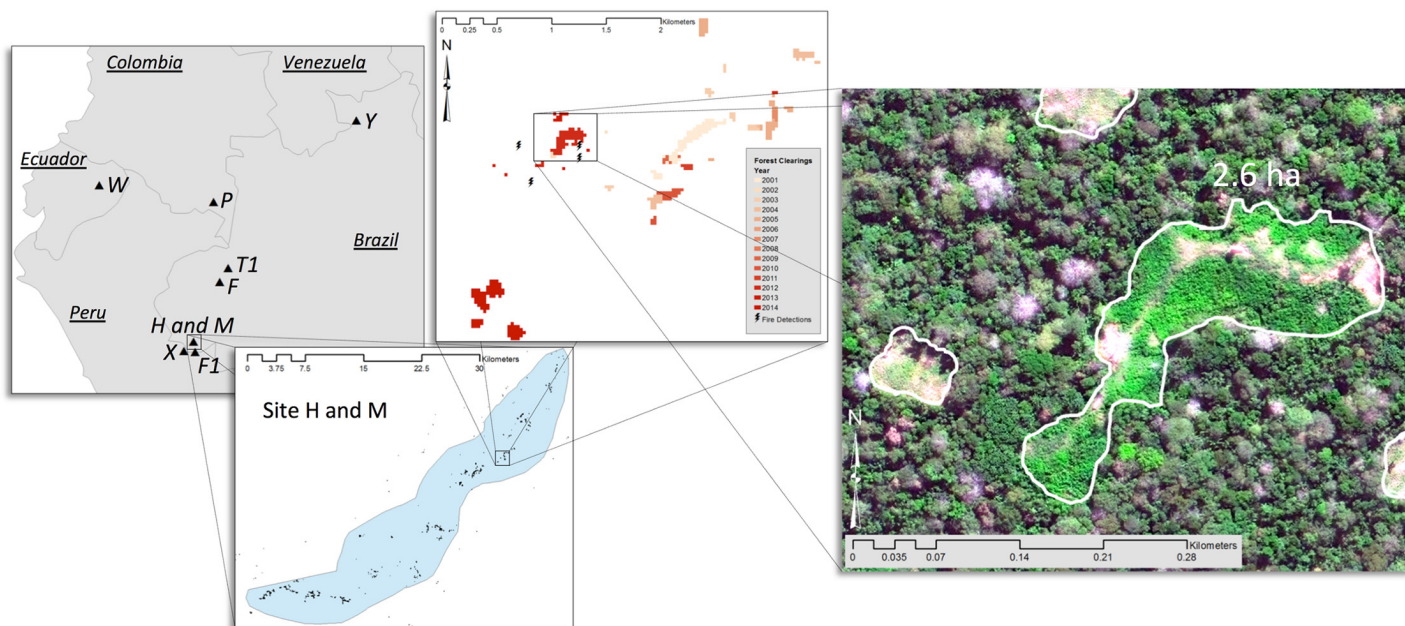 Colombia
Venezuela
Y
Ecuador
W
P
Brazil
T1
F
Peru
H and M
X
F1
0 3.75 7.5 15 22.5 30
Kilometers
Site H and M
Kilometers
0 0.25 0.5 1 1.5 2
N
Forest Clearings
Year
2001
2002
2003
2004
2005
2006
2007
2008
2009
2010
2011
2012
2013
2014
Fire Detections
2.6 ha
N
Kilometers
0 0.035 0.07 0.14 0.21 0.28